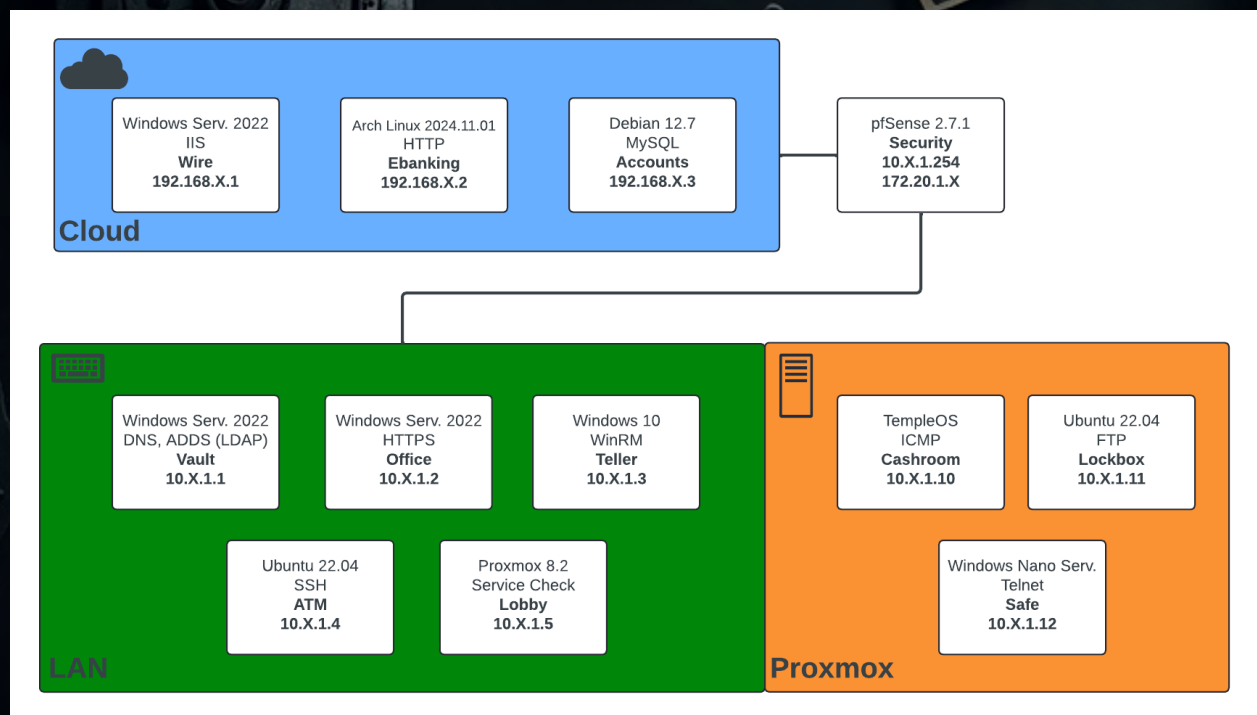 Windows Serv. 2022
IIS
Wire
192.168.X.1
Arch Linux 2024.11.01
HTTP
Ebanking
192.168.X.2
Debian 12.7
MySQL
Accounts
192.168.X.3
pfSense 2.7.1
Security
10.X.1.254
172.20.1.X
Cloud
Windows Serv. 2022
DNS, ADDS (LDAP)
Vault
10.X.1.1
Windows Serv. 2022
HTTPS
Office
10.X.1.2
Windows 10
WinRM
Teller
10.X.1.3
Ubuntu 22.04
SSH
ATM
10.X.1.4
Proxmox 8.2
Service Check
Lobby
10.X.1.5
LAN
TempleOS
ICMP
Cashroom
10.X.1.10
Ubuntu 22.04
FTP
Lockbox
10.X.1.11
Windows Nano Serv.
Telnet
Safe
10.X.1.12
Proxmox